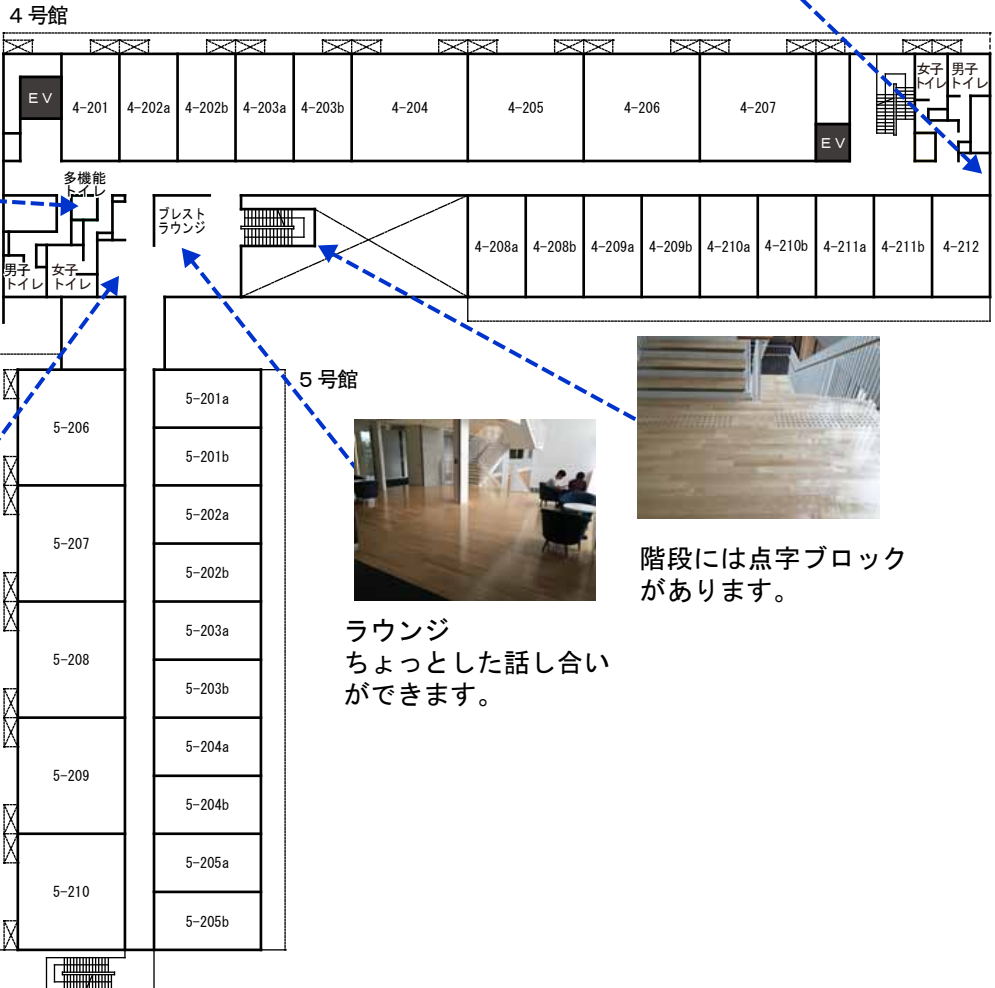 4号館
EV
4-201
4-202a
4-202b
4-203a
4-203b
4-204
4-205
4-206
4-207
EV
女子
トイレ
男子
トイレ
多機能
トイレ
ブレスト
ラウンジ
男子
トイレ
女子
トイレ
4-208a
4-208b
4-209a
4-209b
4-210a
4-210b
4-211a
4-211b
4-212
5号館
5-206
5-207
5-208
5-209
5-210
5-201a
5-201b
5-202a
5-202b
5-203a
5-203b
5-204a
5-204b
5-205a
5-205b
ラウンジ
ちょっとした話し合い
ができます。
階段には点字ブロック
があります。